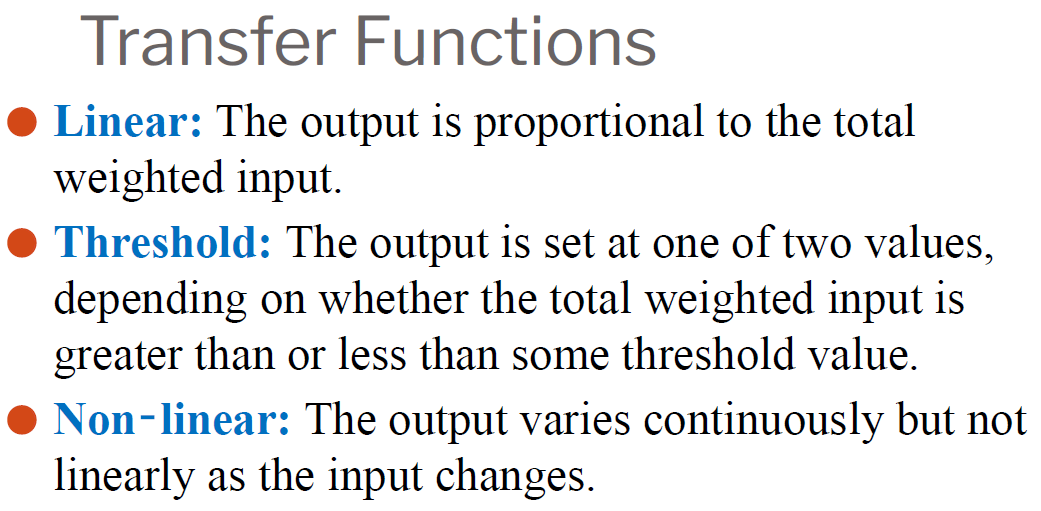 Transfer Functions
Linear: The output is proportional to the total
weighted input.
Threshold: The output is set at one of two values,
depending on whether the total weighted input is
greater than or less than some threshold value.
Non-linear: The output varies continuously but not
linearly as the input changes.